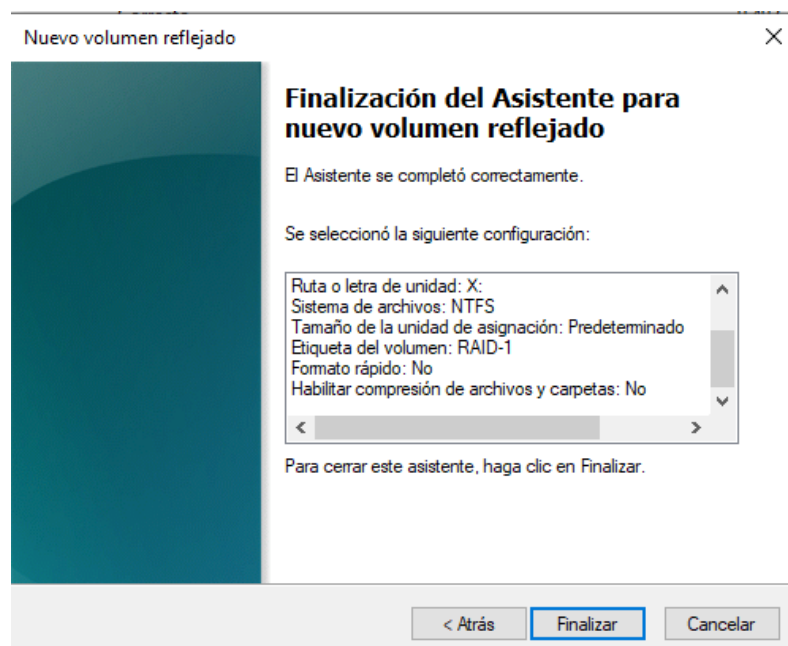 Nuevo volumen reflejado
Finalización del Asistente para
nuevo volumen reflejado
El Asistente se completó correctamente.
Se seleccionó la siguiente configuración:
Ruta o letra de unidad: X:
Sistema de archivos: NTFS
Tamaño de la unidad de asignación: Predeterminado
Etiqueta del volumen: RAID-1
Formato rápido: No
Habilitar compresión de archivos y carpetas: No
Para cerrar este asistente, haga clic en Finalizar.
< Atrás
Finalizar
Cancelar